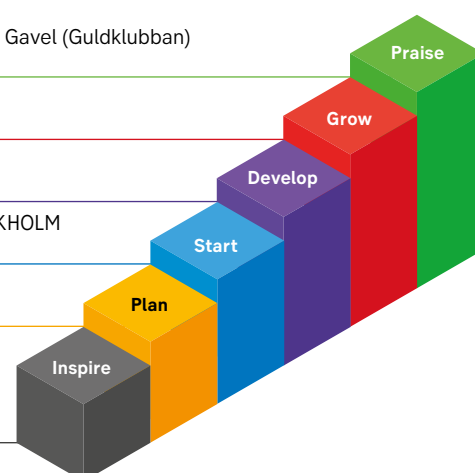 Gavel (Guldklubban)
Praise
Grow
Develop
KHOLM
Start
Plan
Inspire